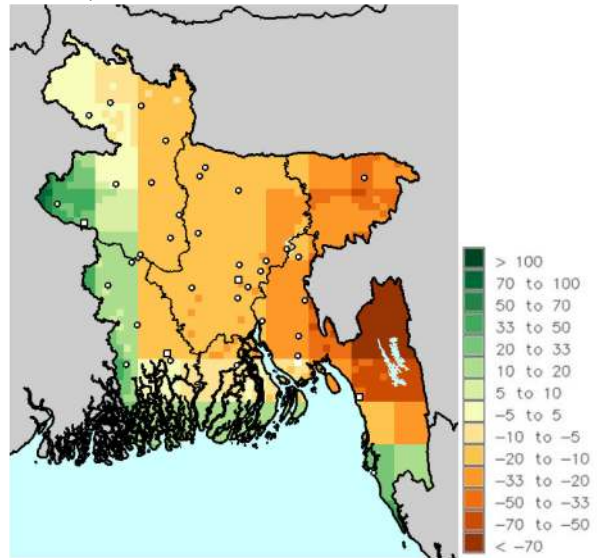 > 100
70 to 100
50 to 70
33 to 50
20 to 33
10 to 20
5 to 10
−5 to 5
−10 to −5
−20 to −10
−33 to −20
−50 to −33
−70 to −50
< −70